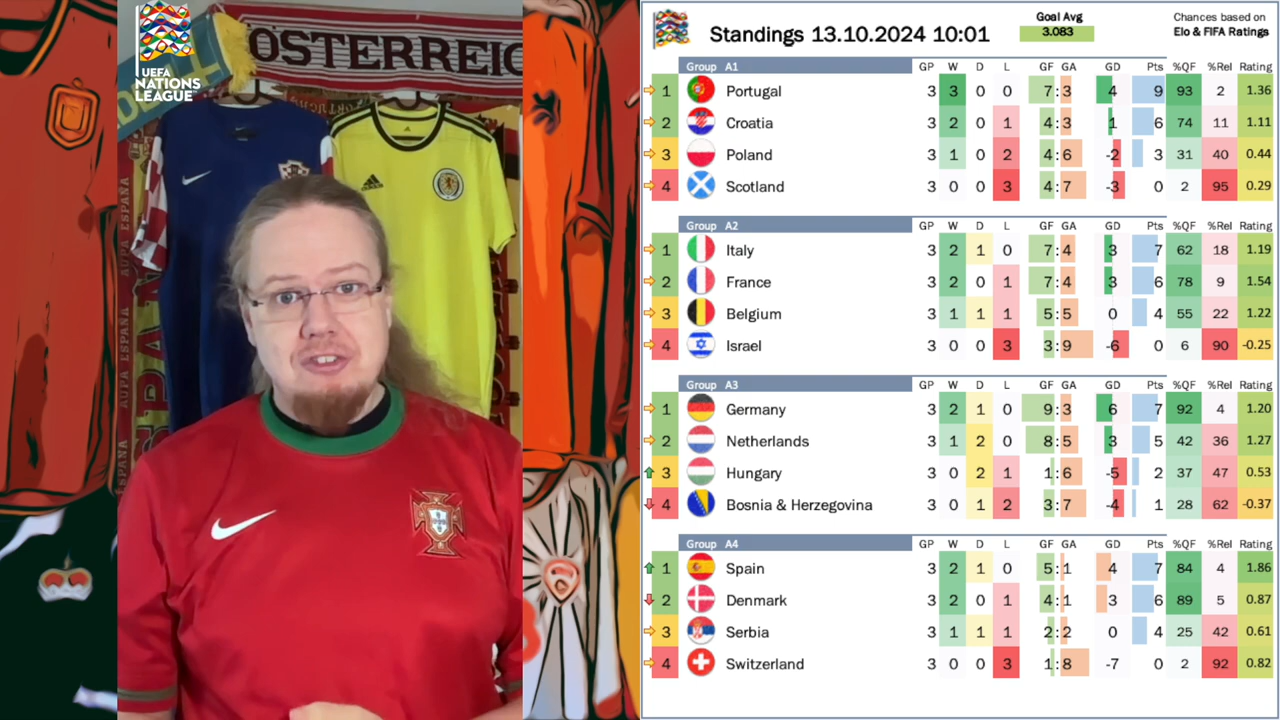 UEFA
NATIONS
LEAGUE
ÖSTERREIC
AUPA ESPAÑA
Standings 13.10.2024 10:01
Goal Avg
3.083
Chances based on
Elo & FIFA Ratings
Group A1 GP W D L GF GA GD Pts %QF %Rel Rating
1 Portugal 3 3 0 0 7:3 4 9 93 2 1.36
2 Croatia 3 2 0 1 4:3 1 6 74 11 1.11
3 Poland 3 1 0 2 4:6 -2 3 31 40 0.44
4 Scotland 3 0 0 3 4:7 -3 0 2 95 0.29
Group A2 GP W D L GF GA GD Pts %QF %Rel Rating
1 Italy 3 2 1 0 7:4 3 7 62 18 1.19
2 France 3 2 0 1 7:4 3 6 78 9 1.54
3 Belgium 3 1 1 1 5:5 0 4 55 22 1.22
4 Israel 3 0 0 3 3:9 -6 0 6 90 -0.25
Group A3 GP W D L GF GA GD Pts %QF %Rel Rating
1 Germany 3 2 1 0 9:3 6 7 92 4 1.20
2 Netherlands 3 1 2 0 8:5 3 5 42 36 1.27
3 Hungary 3 0 2 1 1:6 -5 2 37 47 0.53
4 Bosnia & Herzegovina 3 0 1 2 3:7 -4 1 28 62 -0.37
Group A4 GP W D L GF GA GD Pts %QF %Rel Rating
1 Spain 3 2 1 0 5:1 4 7 84 4 1.86
2 Denmark 3 2 0 1 4:1 3 6 89 5 0.87
3 Serbia 3 1 1 1 2:2 0 4 25 42 0.61
4 Switzerland 3 0 0 3 1:8 -7 0 2 92 0.82